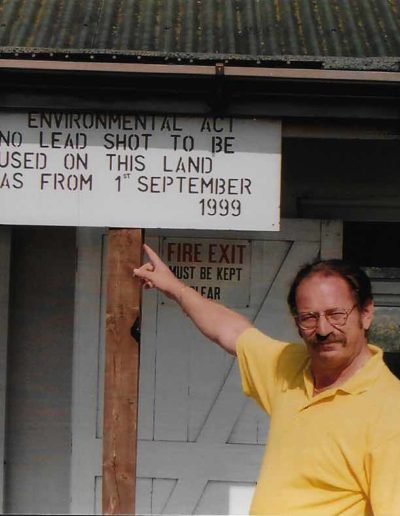 ENVIRONMENTAL ACT
NO LEAD SHOT TO BE
USED ON THIS LAND
AS FROM 1ST SEPTEMBER
1999
FIRE EXIT
MUST BE KEPT
CLEAR